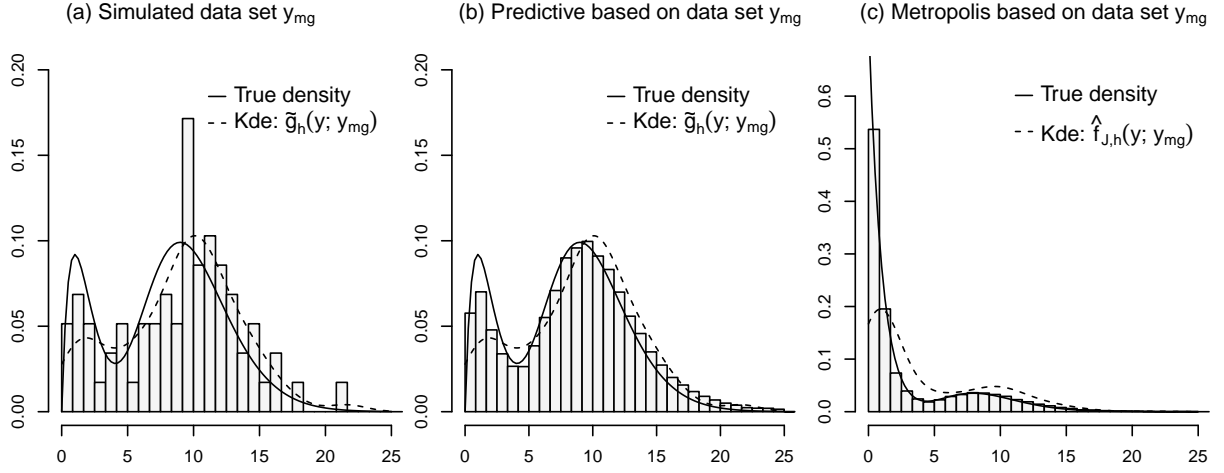 (a) Simulated data set y_mg
0.20
0.15
0.10
0.05
0.00
True density
Kde: g̃_h(y; y_mg)
0 5 10 15 20 25
(b) Predictive based on data set y_mg
0.20
0.15
0.10
0.05
0.00
True density
Kde: g̃_h(y; y_mg)
0 5 10 15 20 25
(c) Metropolis based on data set y_mg
0.6
0.5
0.4
0.3
0.2
0.1
0.0
True density
Kde: f̂_J,h(y; y_mg)
0 5 10 15 20 25